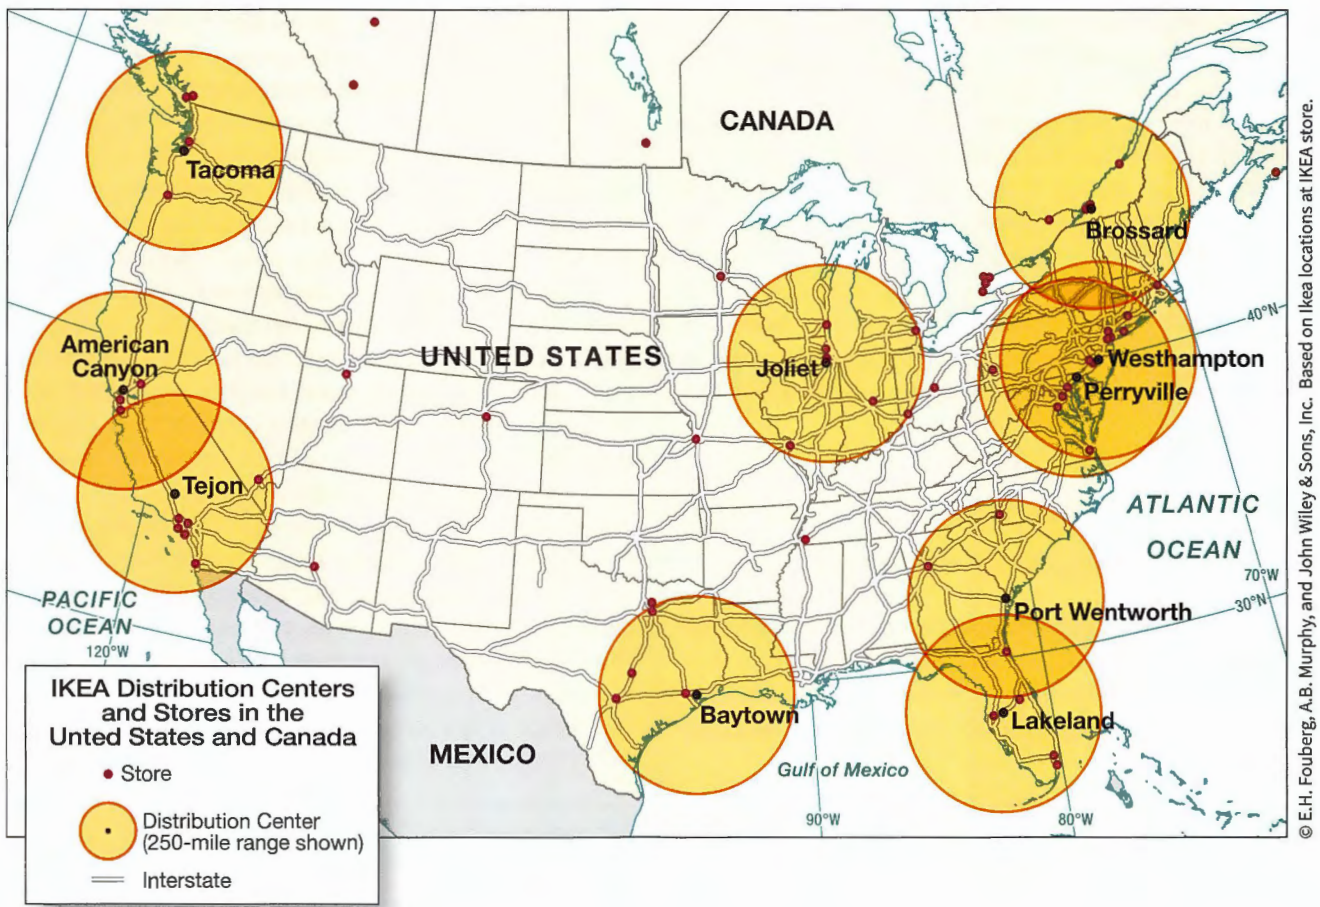 CANADA
Tacoma
Brossard
American
Canyon
UNITED STATES
Joliet
40°N
Westhampton
Perryville
Tejon
ATLANTIC
OCEAN
70°W
30°N
PACIFIC
OCEAN
120°W
Port Wentworth
Baytown
Lakeland
MEXICO
Gulf of Mexico
90°W
80°W
IKEA Distribution Centers
and Stores in the
Unted States and Canada
Store
Distribution Center
(250-mile range shown)
Interstate
© E.H. Fouberg, A.B. Murphy, and John Wiley & Sons, Inc. Based on Ikea locations at IKEA store.